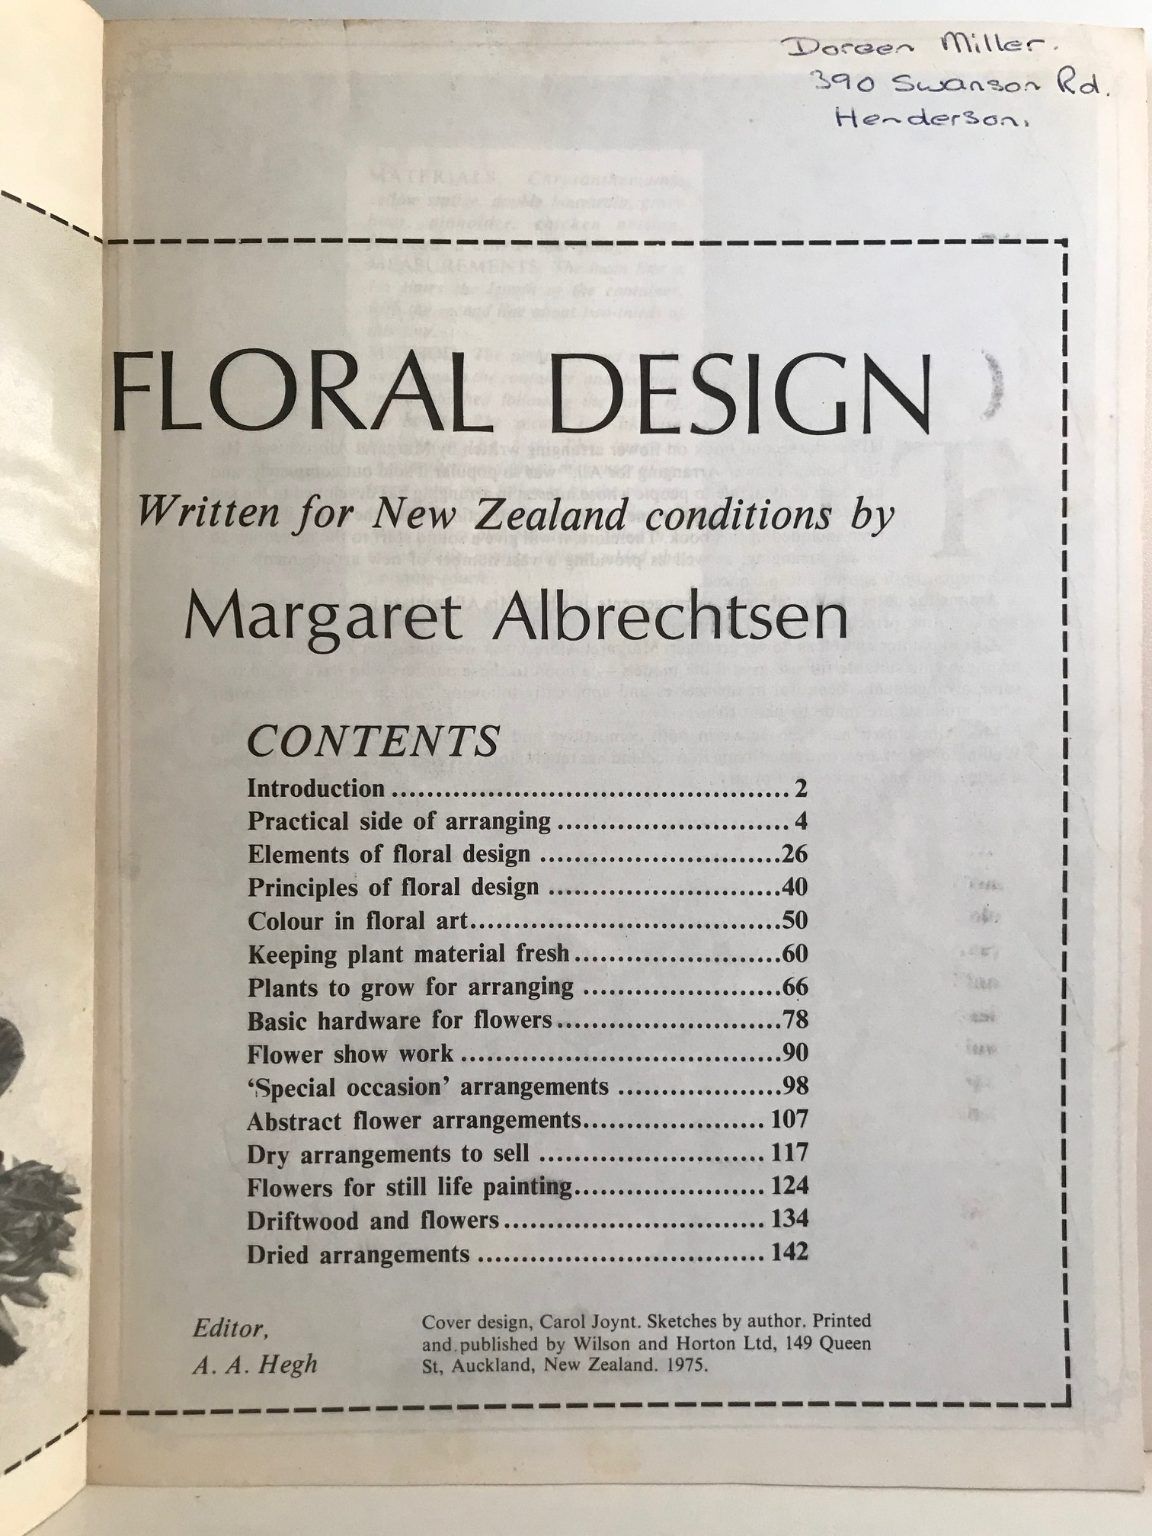 Doreen Miller.
390 Swanson Rd.
Henderson.
FLORAL DESIGN
Written for New Zealand conditions by
Margaret Albrechtsen
CONTENTS
Introduction ............................................. 2
Practical side of arranging ........................... 4
Elements of floral design ............................26
Principles of floral design ...........................40
Colour in floral art....................................50
Keeping plant material fresh........................60
Plants to grow for arranging .......................66
Basic hardware for flowers..........................78
Flower show work .....................................90
‘Special occasion’ arrangements ...................98
Abstract flower arrangements..................... 107
Dry arrangements to sell .......................... 117
Flowers for still life painting...................... 124
Driftwood and flowers.............................. 134
Dried arrangements ................................. 142
Editor,
A. A. Hegh
Cover design, Carol Joynt. Sketches by author. Printed
and published by Wilson and Horton Ltd, 149 Queen
St, Auckland, New Zealand. 1975.